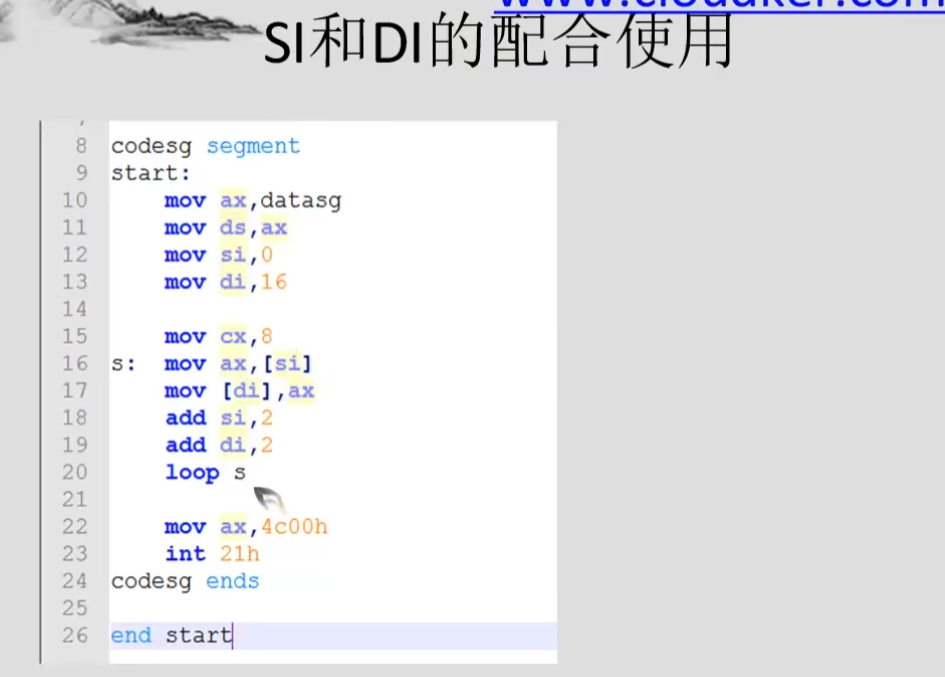 SI和DI的配合使用
8 codesg segment
9 start:
10 mov ax,datasg
11 mov ds,ax
12 mov si,0
13 mov di,16
14
15 mov cx,8
16 s: mov ax,[si]
17 mov [di],ax
18 add si,2
19 add di,2
20 loop s
21
22 mov ax,4c00h
23 int 21h
24 codesg ends
25
26 end start